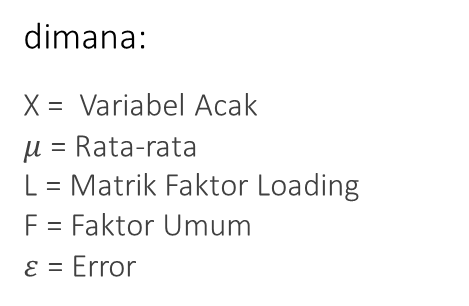 dimana:
X = Variabel Acak
μ = Rata-rata
L = Matrik Faktor Loading
F = Faktor Umum
ε = Error